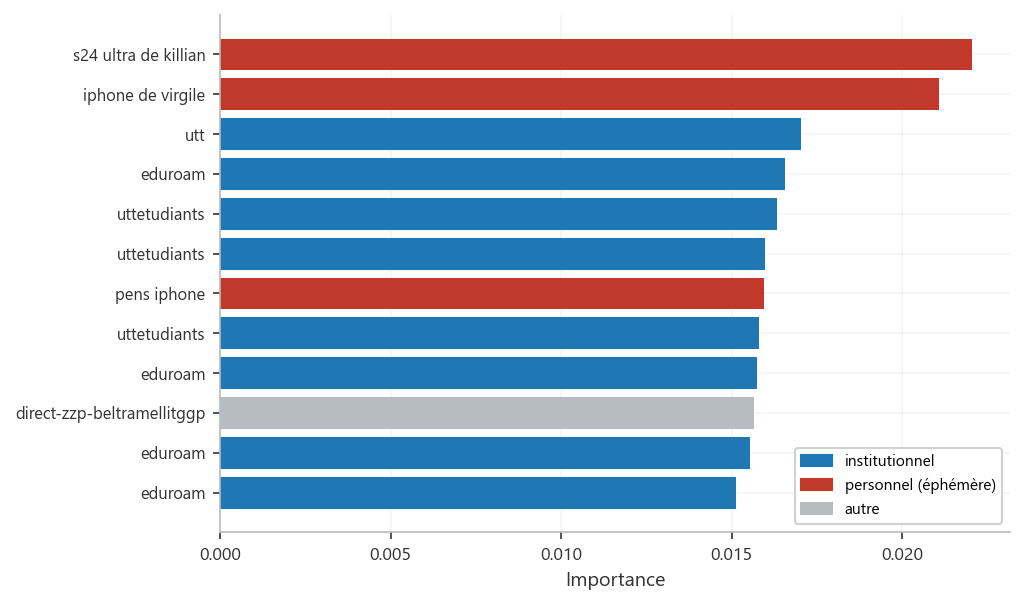 s24 ultra de killian
iphone de virgile
utt
eduroam
uttetudiants
uttetudiants
pens iphone
uttetudiants
eduroam
direct-zzp-beltramellitggp
eduroam
eduroam
institutionnel
personnel (éphémère)
autre
0.000 0.005 0.010 0.015 0.020
Importance